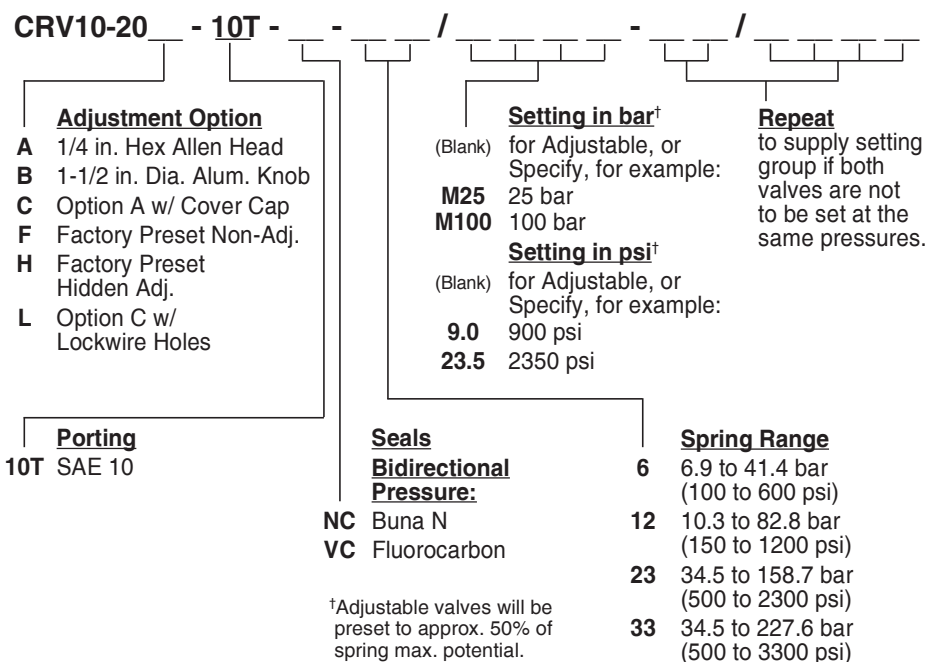 CRV10-20__ - 10T - __ - __ __ / __ __ __ __ - __ __ / __ __ __ __
Adjustment Option
A 1/4 in. Hex Allen Head
B 1-1/2 in. Dia. Alum. Knob
C Option A w/ Cover Cap
F Factory Preset Non-Adj.
H Factory Preset
Hidden Adj.
L Option C w/
Lockwire Holes
Setting in bar†
(Blank) for Adjustable, or
Specify, for example:
M25 25 bar
M100 100 bar
Setting in psi†
(Blank) for Adjustable, or
Specify, for example:
9.0 900 psi
23.5 2350 psi
Repeat
to supply setting
group if both
valves are not
to be set at the
same pressures.
Porting
10T SAE 10
Seals
Bidirectional
Pressure:
NC Buna N
VC Fluorocarbon
†Adjustable valves will be
preset to approx. 50% of
spring max. potential.
Spring Range
6 6.9 to 41.4 bar
(100 to 600 psi)
12 10.3 to 82.8 bar
(150 to 1200 psi)
23 34.5 to 158.7 bar
(500 to 2300 psi)
33 34.5 to 227.6 bar
(500 to 3300 psi)